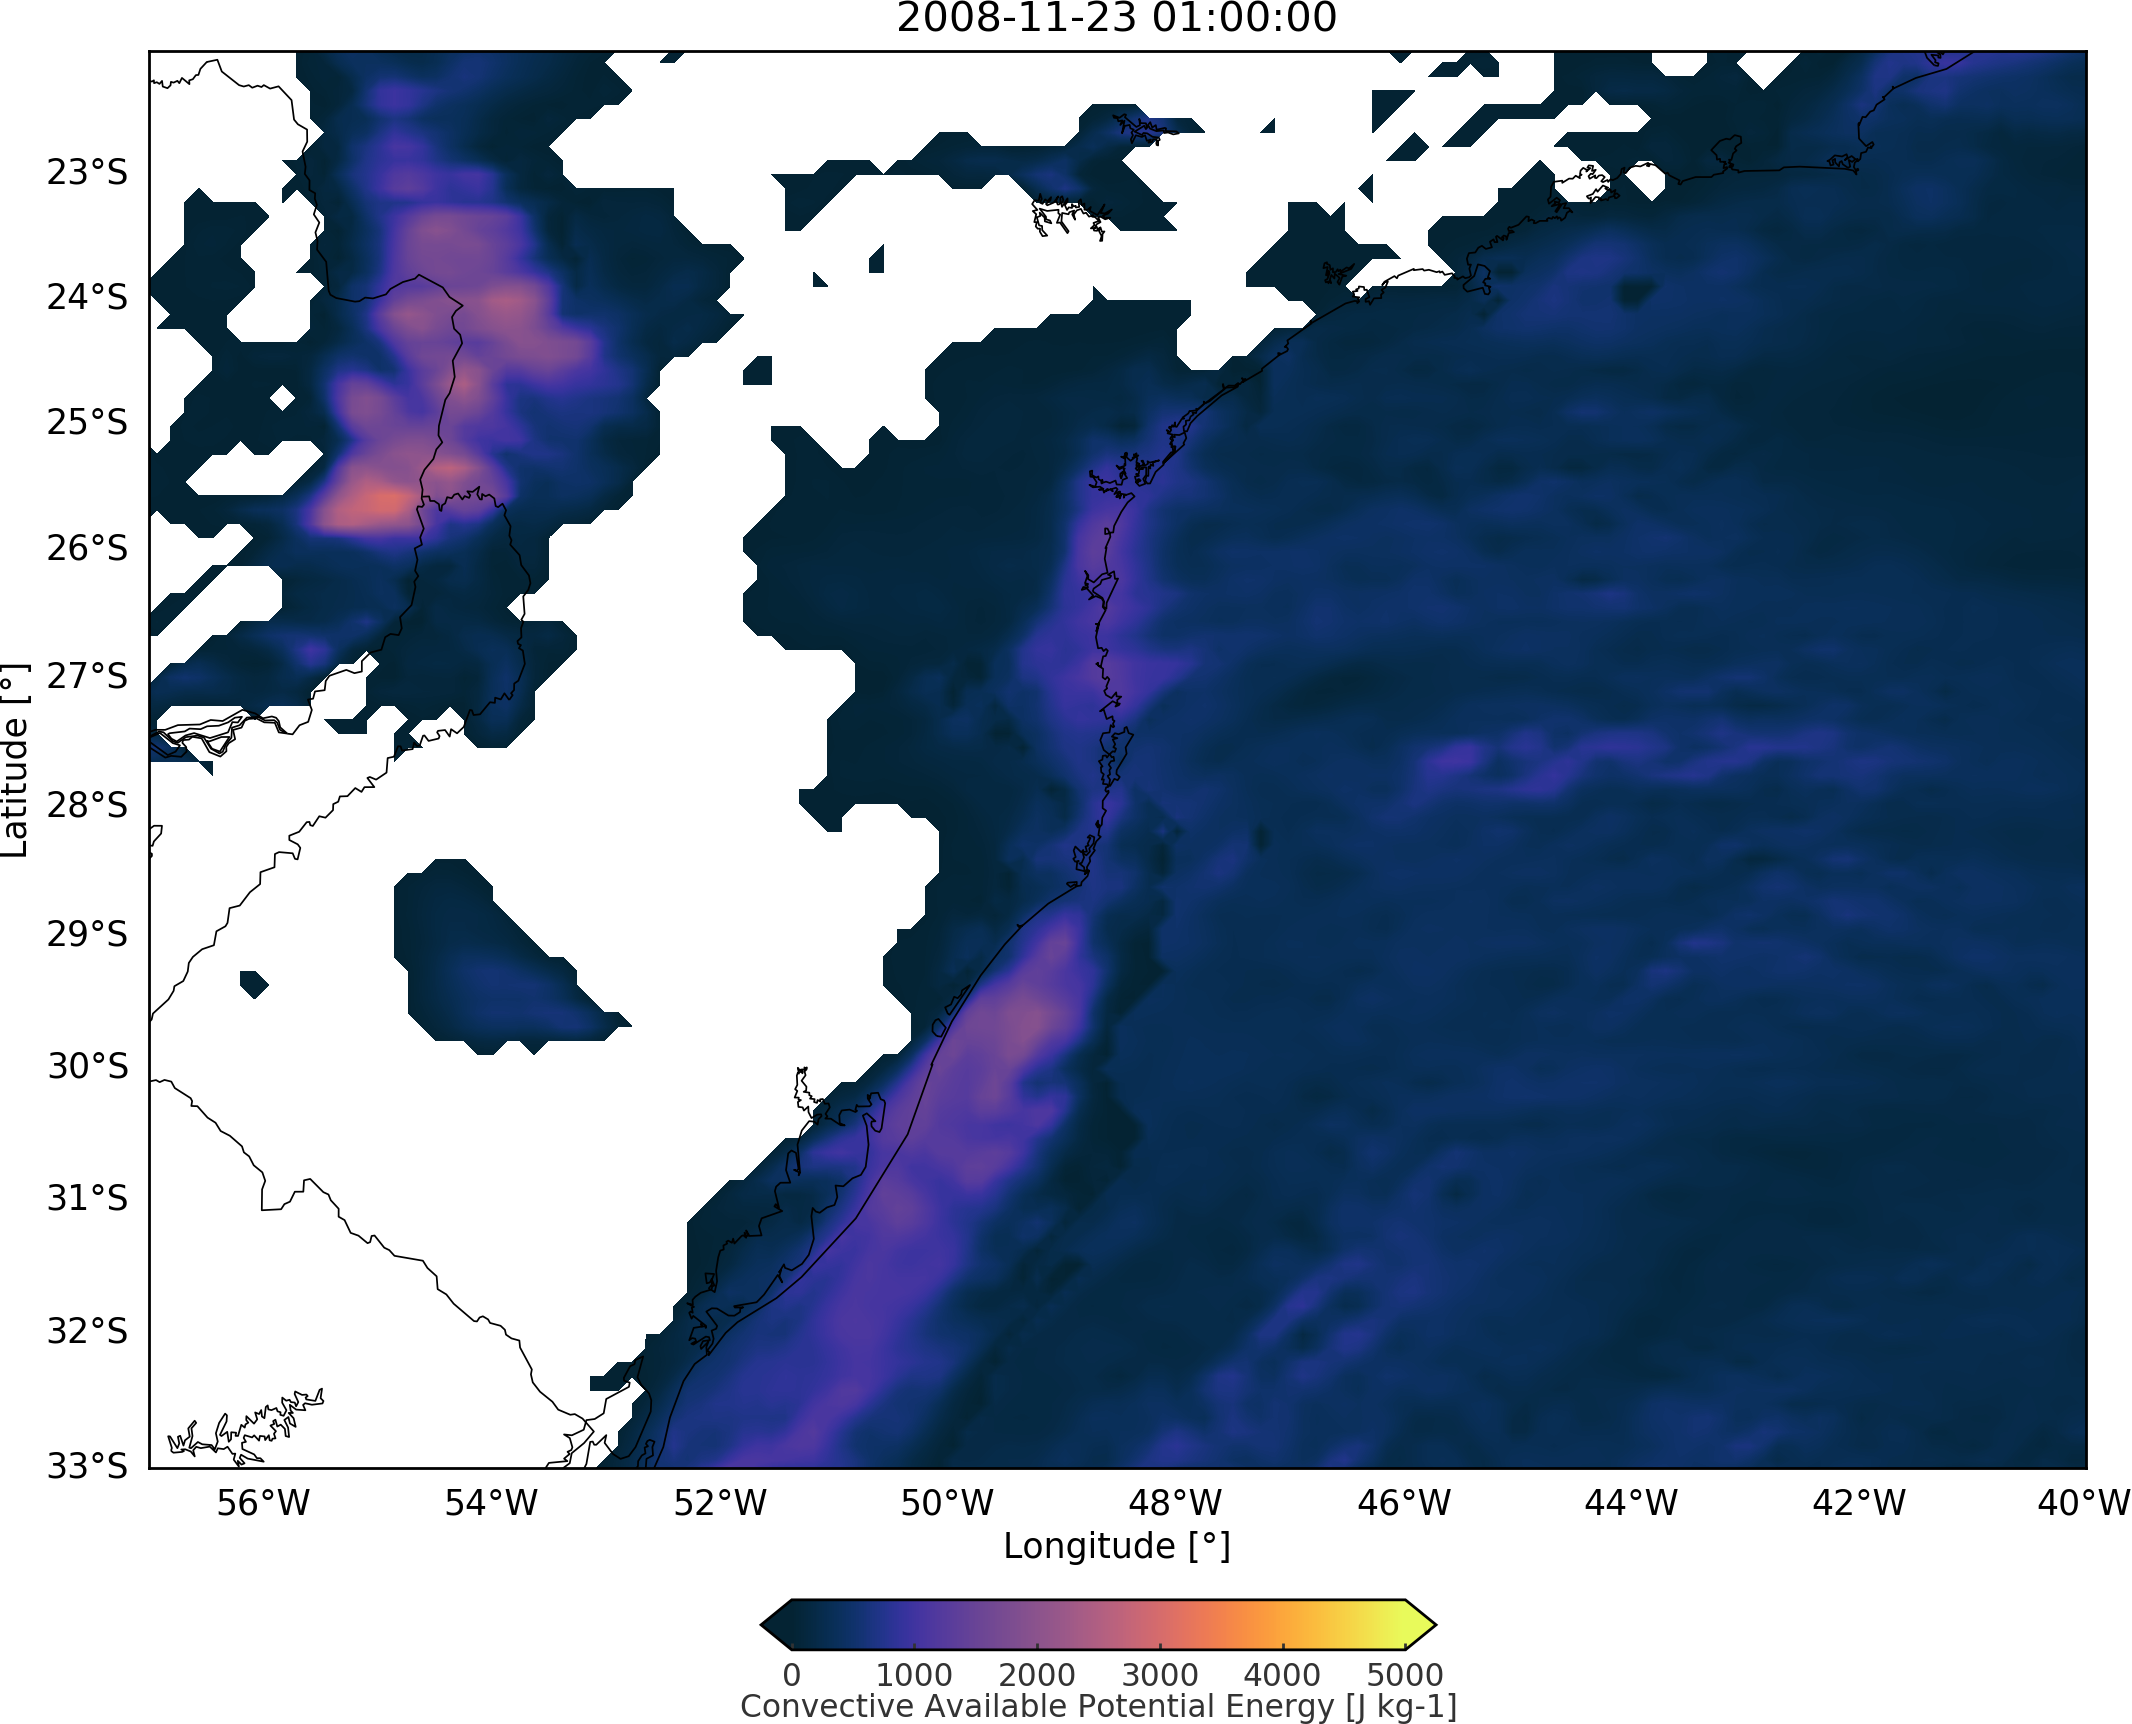 2008-11-23 01:00:00
23°S
24°S
25°S
26°S
27°S
28°S
29°S
30°S
31°S
32°S
33°S
Latitude [°]
56°W 54°W 52°W 50°W 48°W 46°W 44°W 42°W 40°W
Longitude [°]
0 1000 2000 3000 4000 5000
Convective Available Potential Energy [J kg-1]